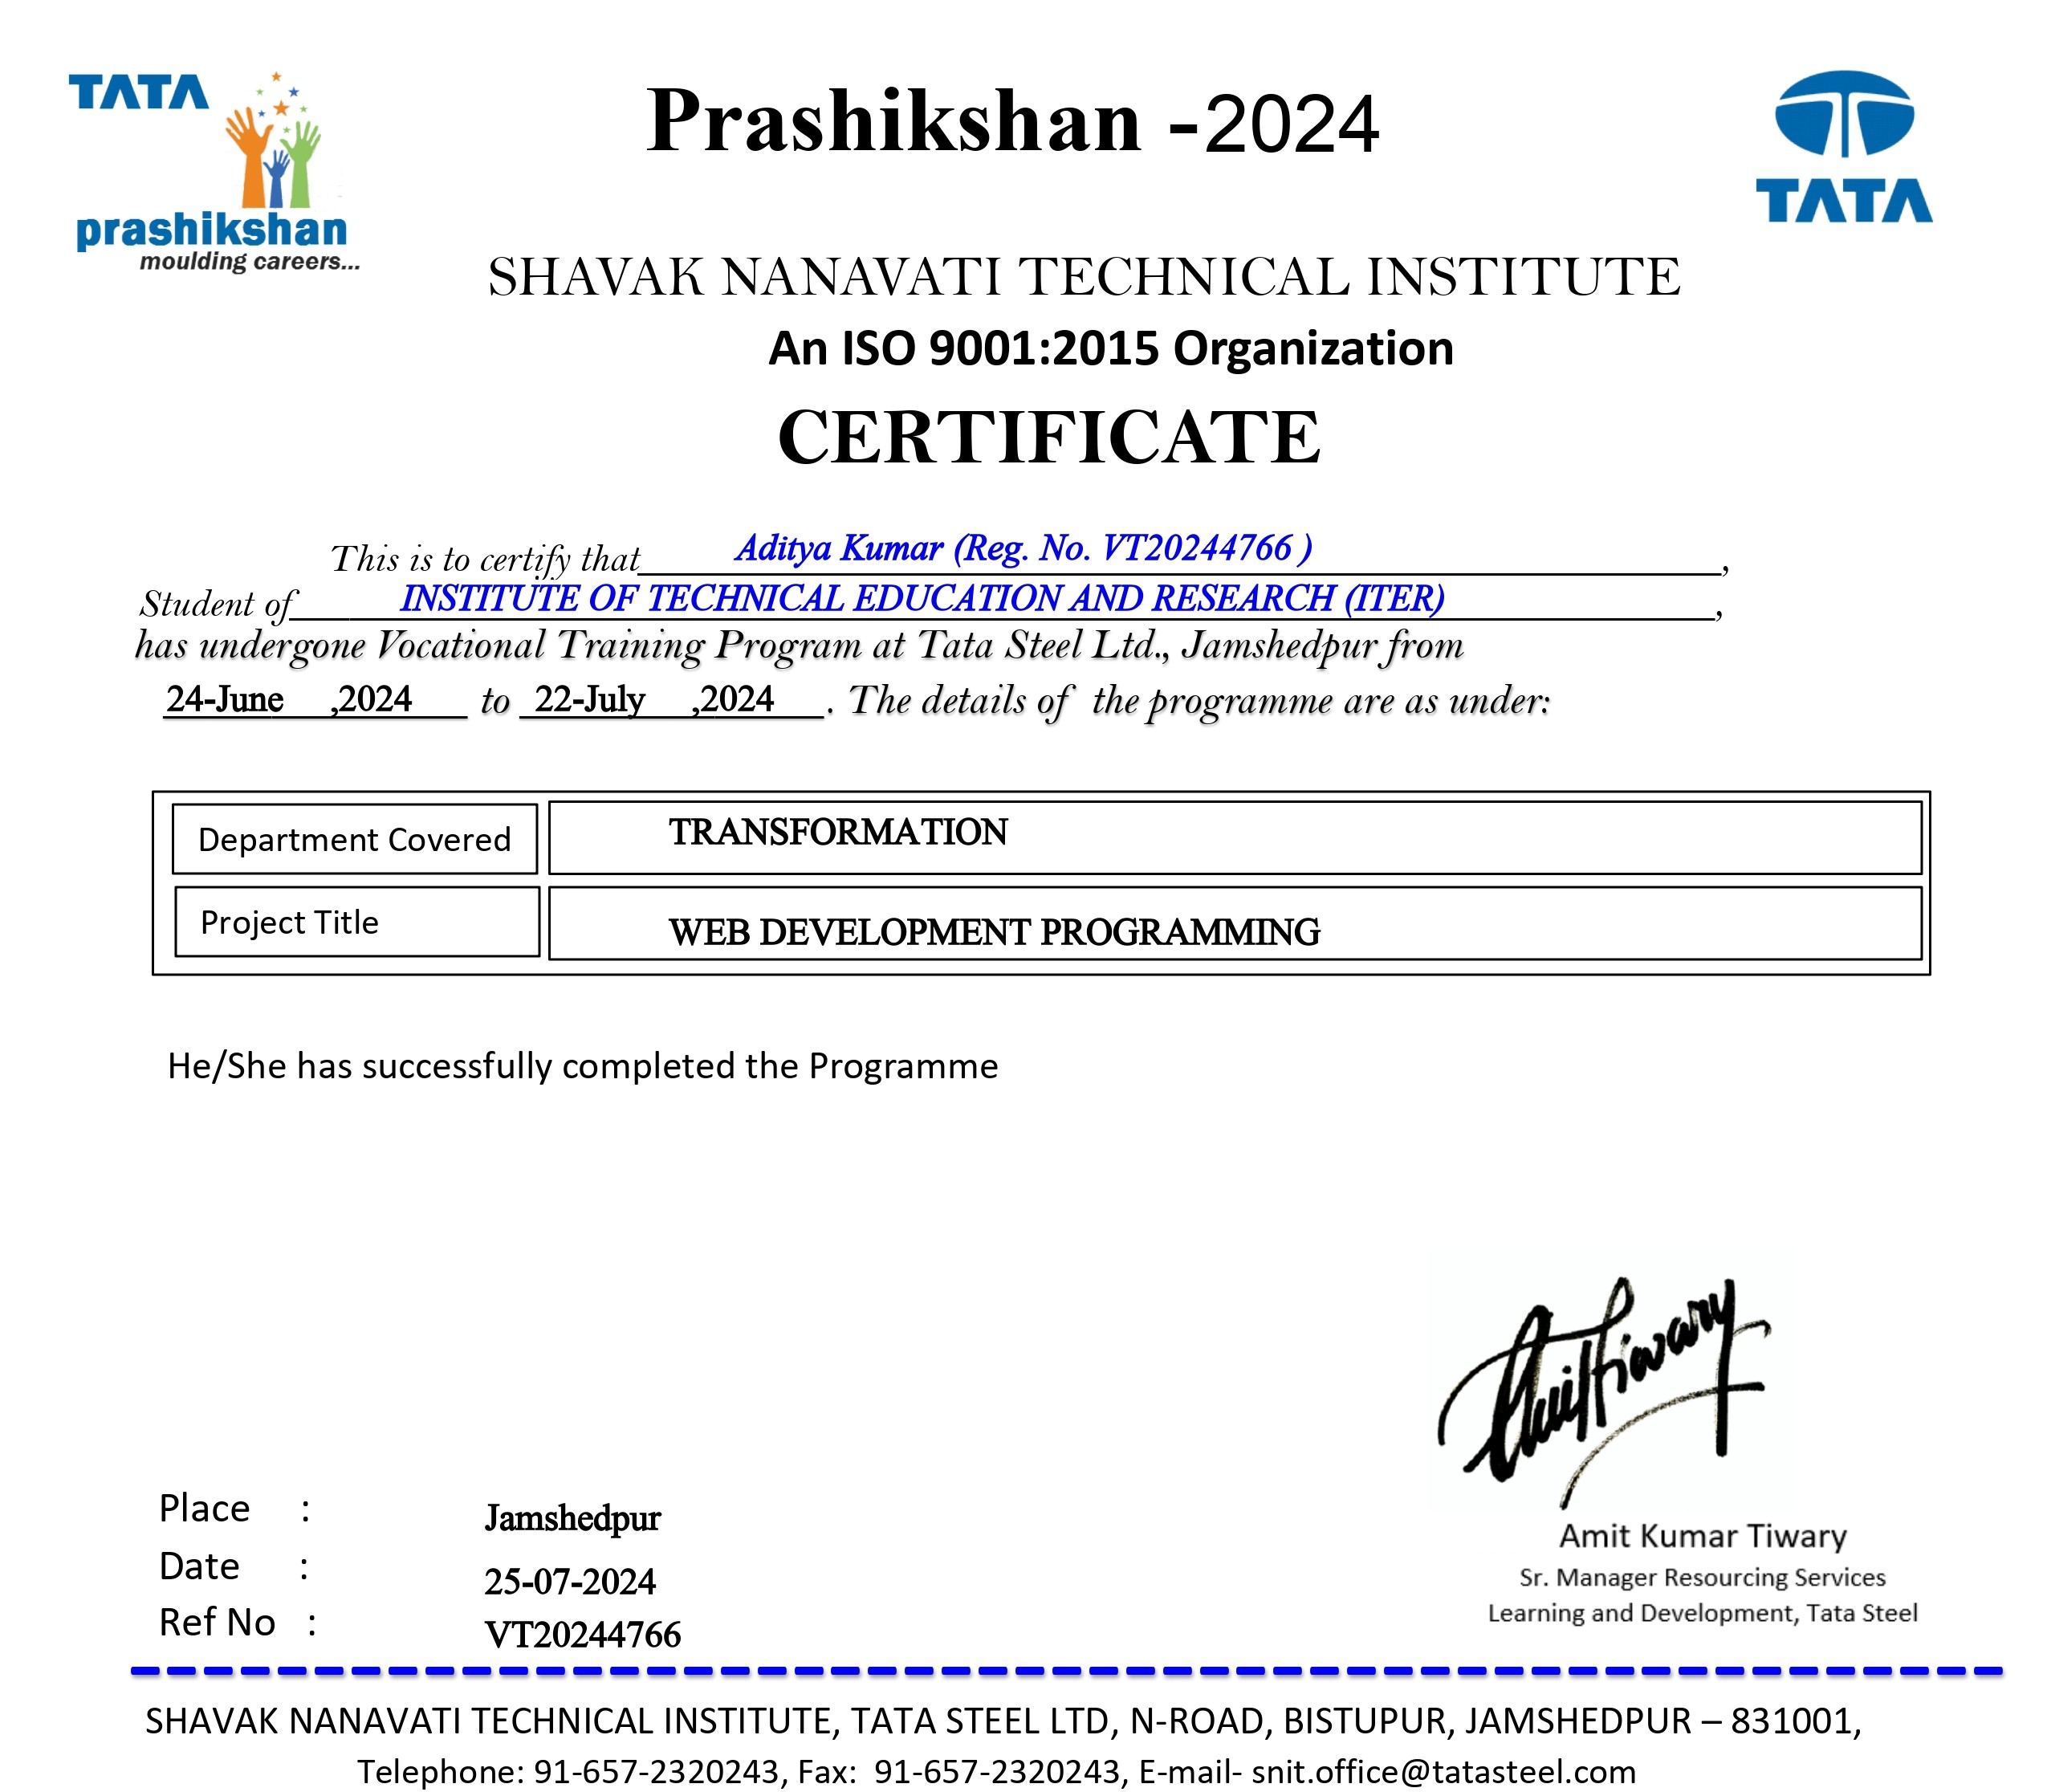 TATA
prashikshan
moulding careers...
Prashikshan -2024
TATA
SHAVAK NANAVATI TECHNICAL INSTITUTE
An ISO 9001:2015 Organization
CERTIFICATE
This is to certify that Aditya Kumar (Reg. No. VT20244766 ),
Student of INSTITUTE OF TECHNICAL EDUCATION AND RESEARCH (ITER),
has undergone Vocational Training Program at Tata Steel Ltd., Jamshedpur from
24-June ,2024 to 22-July ,2024. The details of the programme are as under:
Department Covered TRANSFORMATION
Project Title WEB DEVELOPMENT PROGRAMMING
He/She has successfully completed the Programme
Amit Tiwary
Amit Kumar Tiwary
Sr. Manager Resourcing Services
Learning and Development, Tata Steel
Place : Jamshedpur
Date : 25-07-2024
Ref No : VT20244766
SHAVAK NANAVATI TECHNICAL INSTITUTE, TATA STEEL LTD, N-ROAD, BISTUPUR, JAMSHEDPUR – 831001,
Telephone: 91-657-2320243, Fax: 91-657-2320243, E-mail- snit.office@tatasteel.com